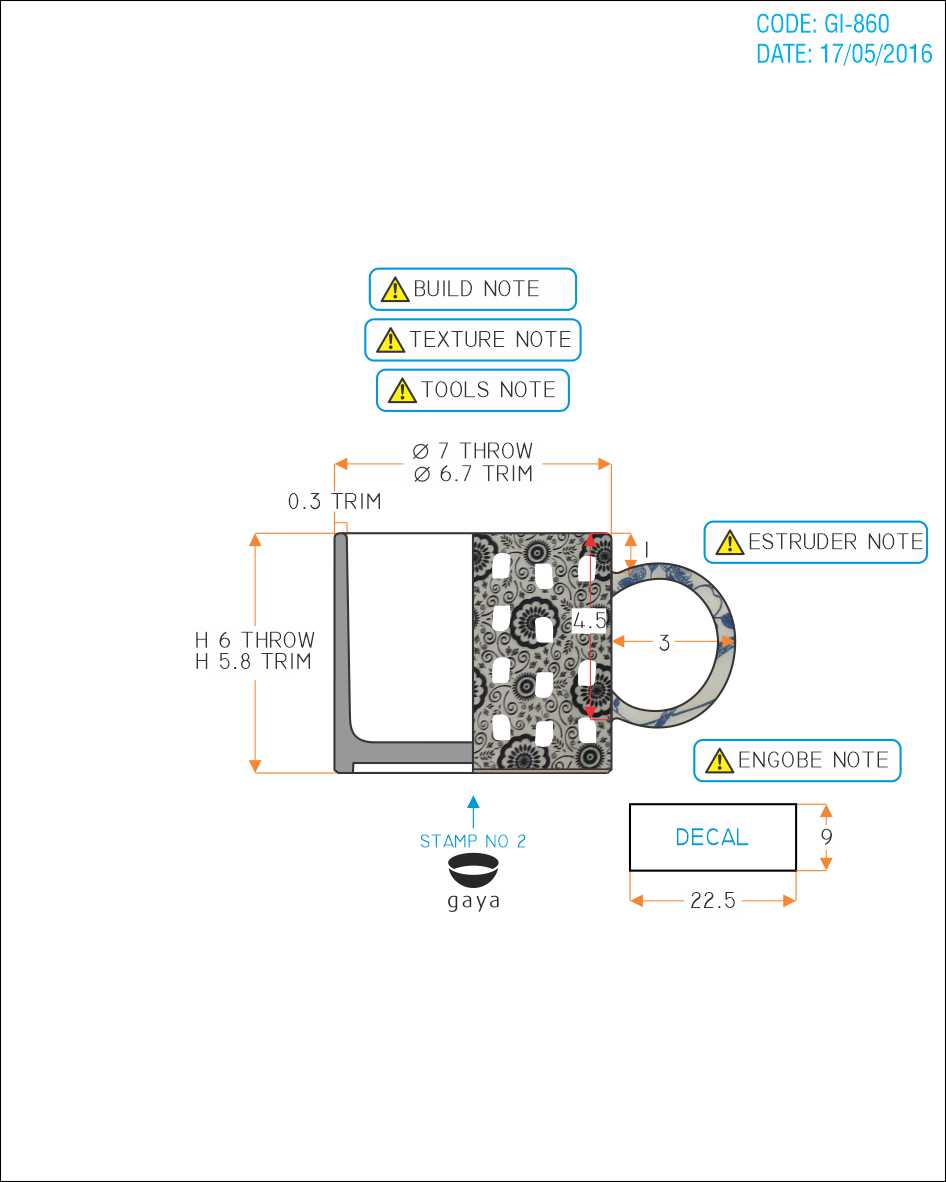 CODE: GI-860
DATE: 17/05/2016
BUILD NOTE
TEXTURE NOTE
TOOLS NOTE
Ø 7 THROW
Ø 6.7 TRIM
0.3 TRIM
ESTRUDER NOTE
1
4.5
3
H 6 THROW
H 5.8 TRIM
ENGOBE NOTE
STAMP NO 2
gaya
DECAL
9
22.5